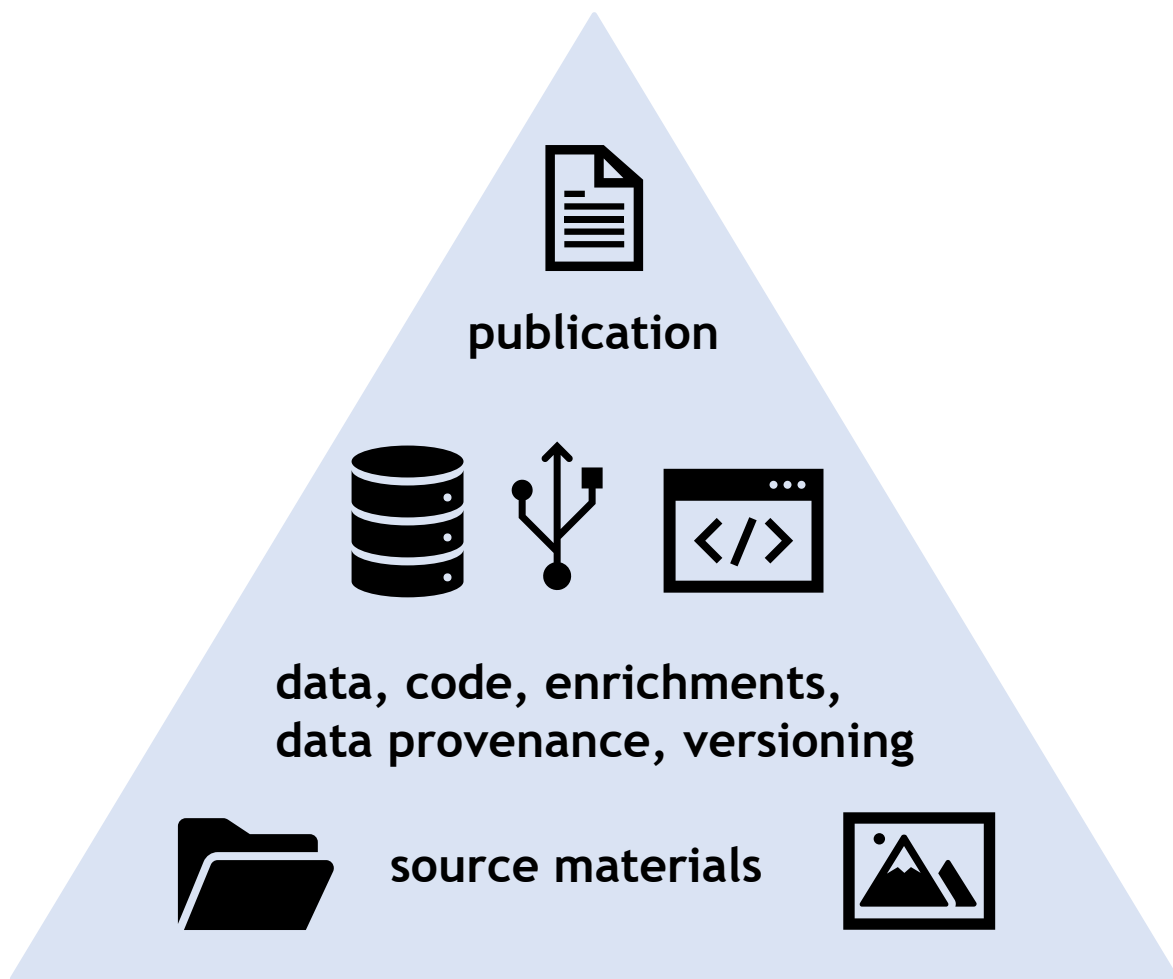 publication
data, code, enrichments,
data provenance, versioning
source materials